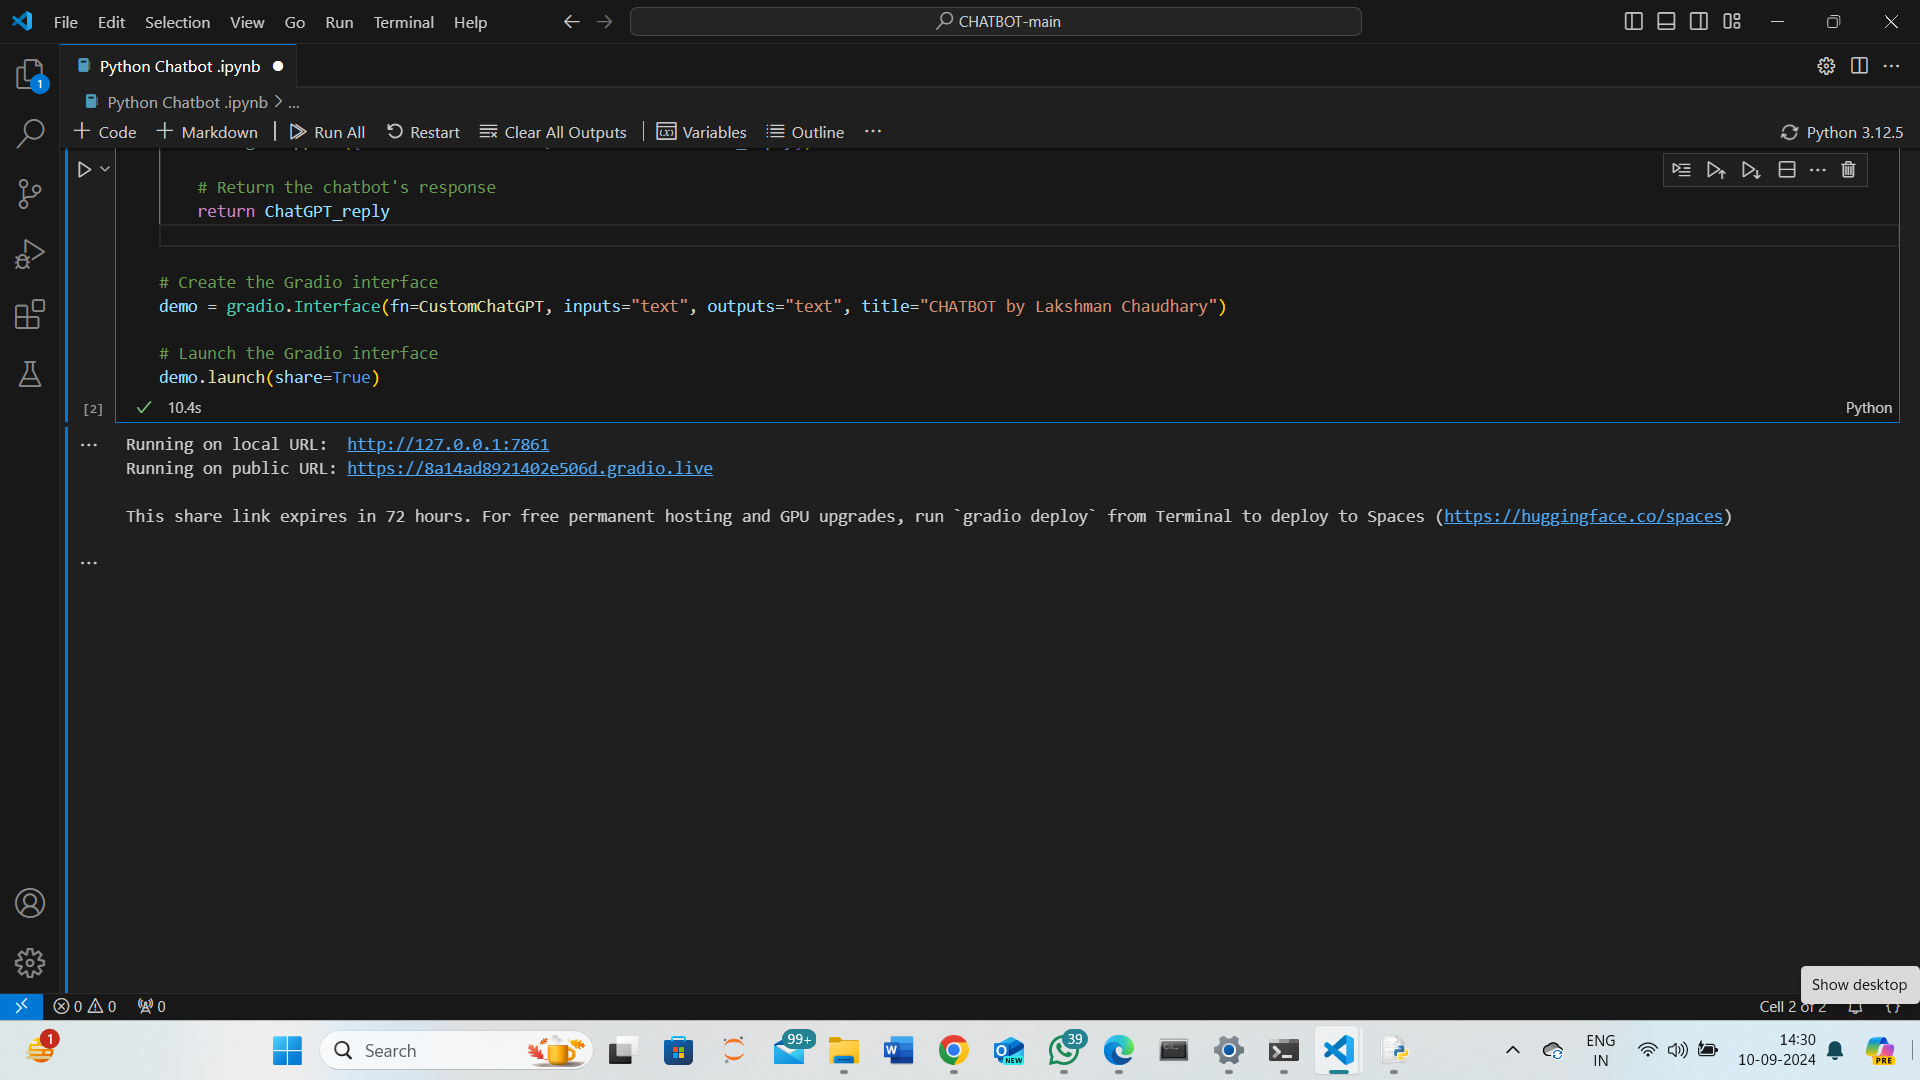 File Edit Selection View Go Run Terminal Help
CHATBOT-main
1
Python Chatbot .ipynb
Python Chatbot .ipynb > ...
+ Code + Markdown | Run All Restart Clear All Outputs | Variables Outline ...
Python 3.12.5
# Return the chatbot's response
return ChatGPT_reply
# Create the Gradio interface
demo = gradio.Interface(fn=CustomChatGPT, inputs="text", outputs="text", title="CHATBOT by Lakshman Chaudhary")
# Launch the Gradio interface
demo.launch(share=True)
[2] 10.4s
Python
Running on local URL: http://127.0.0.1:7861
Running on public URL: https://8a14ad8921402e506d.gradio.live
This share link expires in 72 hours. For free permanent hosting and GPU upgrades, run `gradio deploy` from Terminal to deploy to Spaces (https://huggingface.co/spaces)
Show desktop
0 0 0
Cell 2 of 2
1
Search
99+
W
NEW
39
ENG
IN
14:30
10-09-2024
PRE